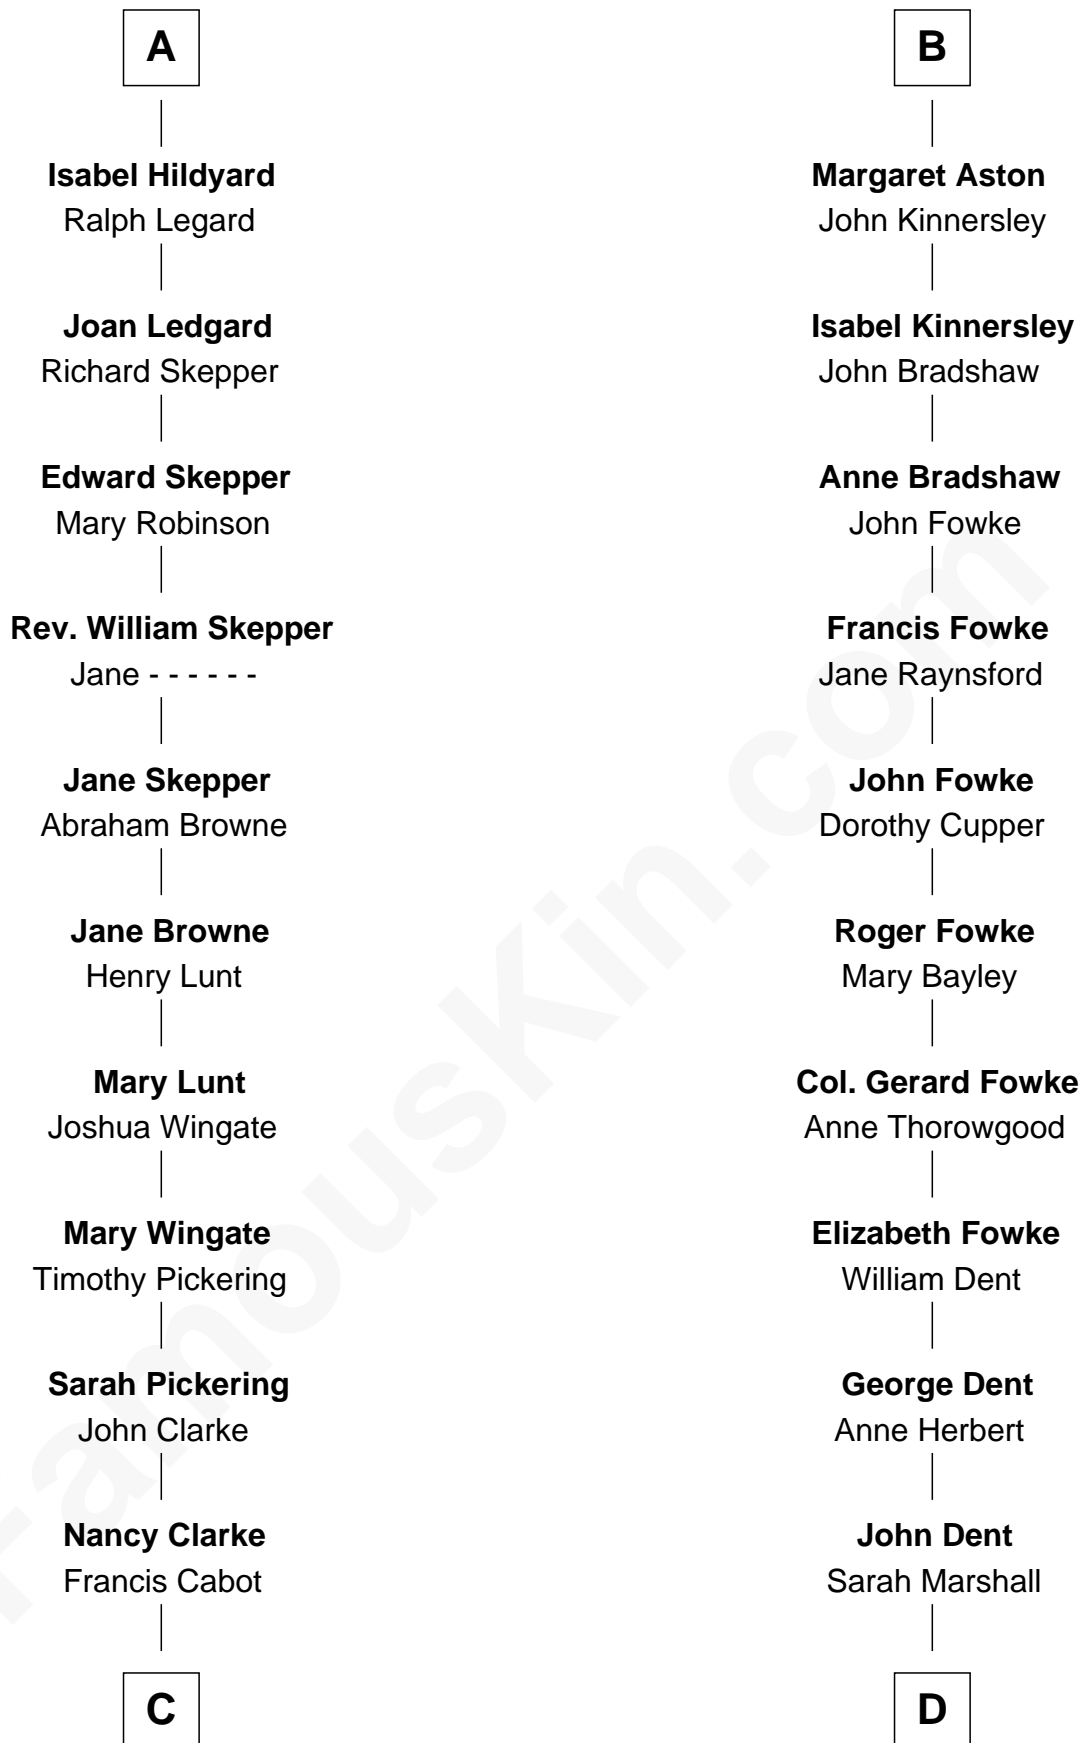 A
Isabel Hildyard
Ralph Legard
Joan Ledgard
Richard Skepper
Edward Skepper
Mary Robinson
Rev. William Skepper
Jane - - - - - -
Jane Skepper
Abraham Browne
Jane Browne
Henry Lunt
Mary Lunt
Joshua Wingate
Mary Wingate
Timothy Pickering
Sarah Pickering
John Clarke
Nancy Clarke
Francis Cabot
C
B
Margaret Aston
John Kinnersley
Isabel Kinnersley
John Bradshaw
Anne Bradshaw
John Fowke
Francis Fowke
Jane Raynsford
John Fowke
Dorothy Cupper
Roger Fowke
Mary Bayley
Col. Gerard Fowke
Anne Thorowgood
Elizabeth Fowke
William Dent
George Dent
Anne Herbert
John Dent
Sarah Marshall
D
FamousKin.com